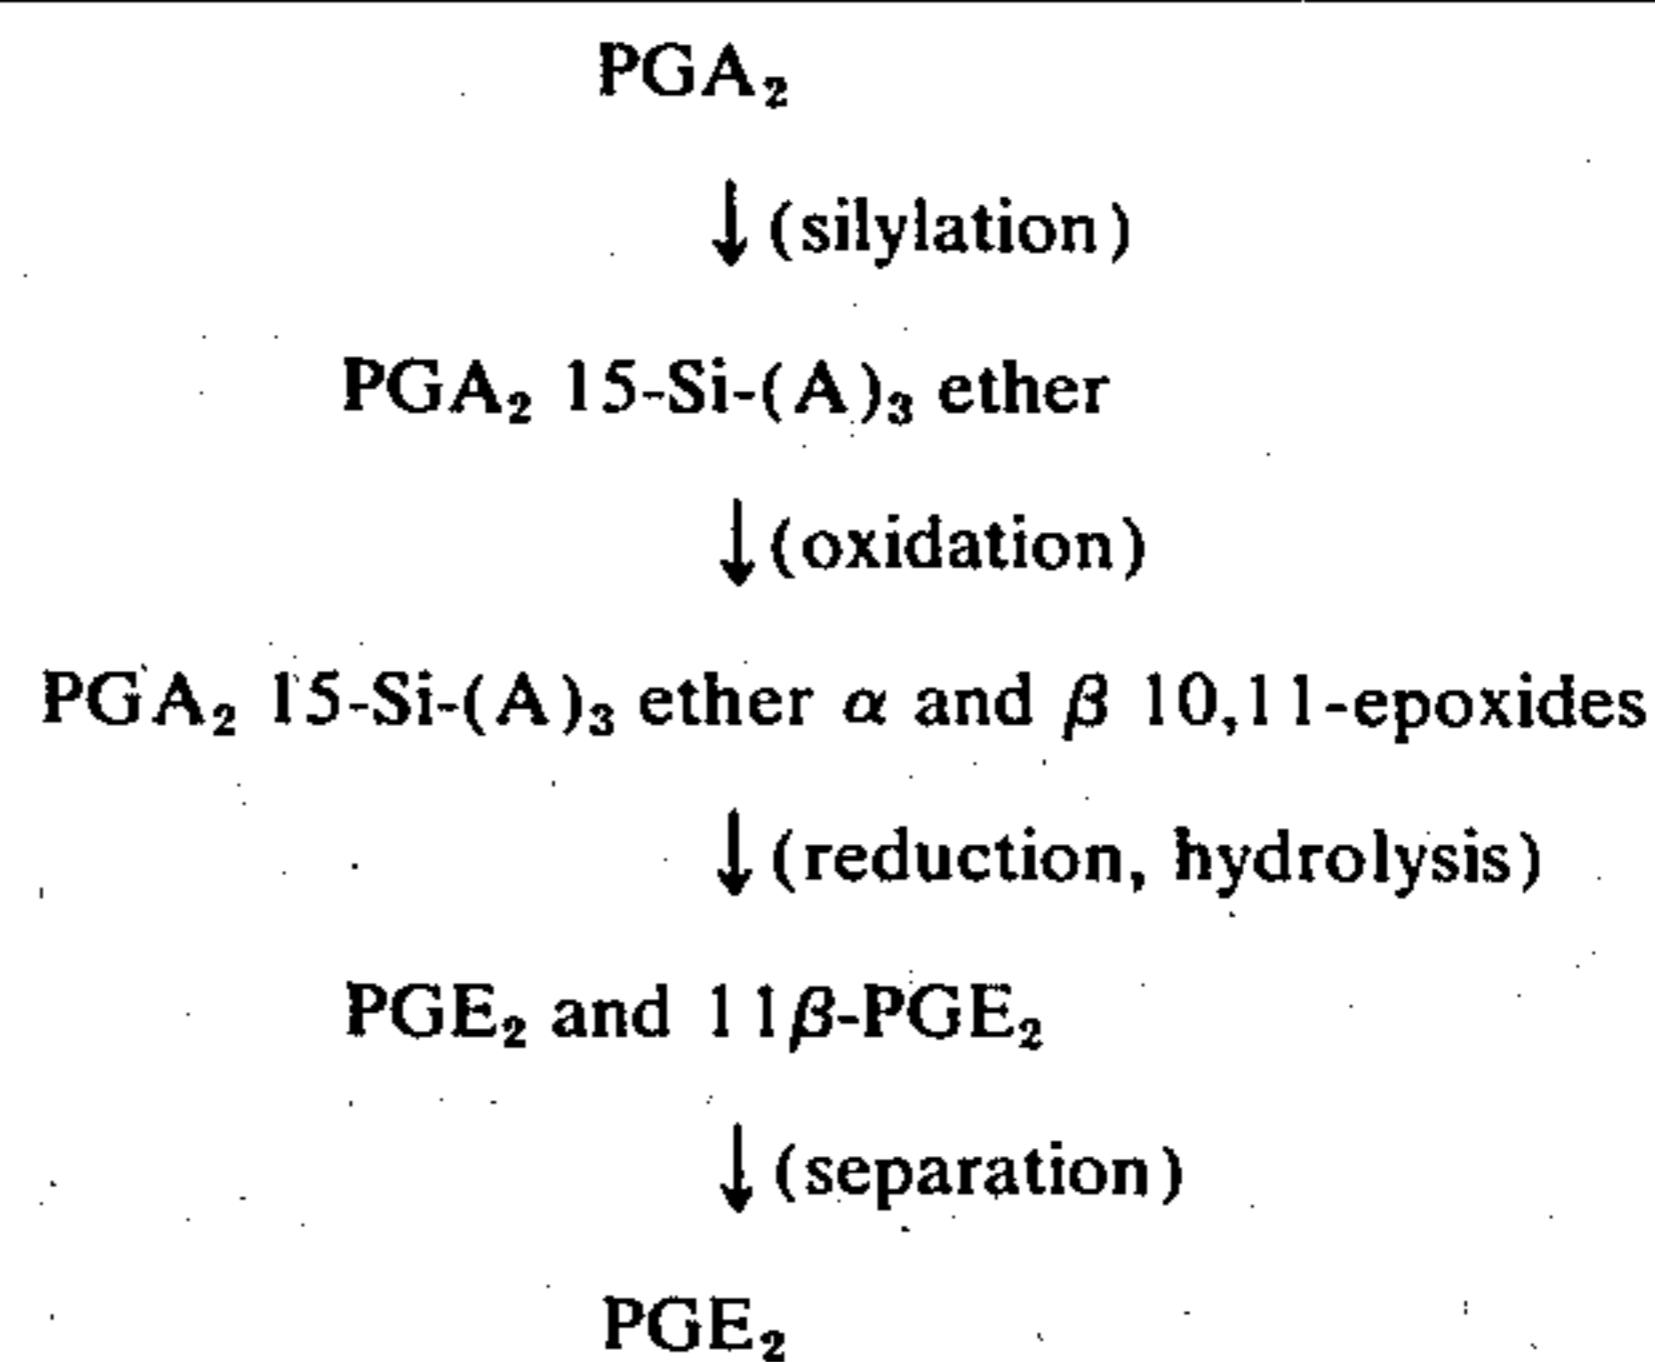 PGA₂
↓ (silylation)
PGA₂ 15-Si-(A)₃ ether
↓ (oxidation)
PGA₂ 15-Si-(A)₃ ether α and β 10,11-epoxides
↓ (reduction, hydrolysis)
PGE₂ and 11β-PGE₂
↓ (separation)
PGE₂